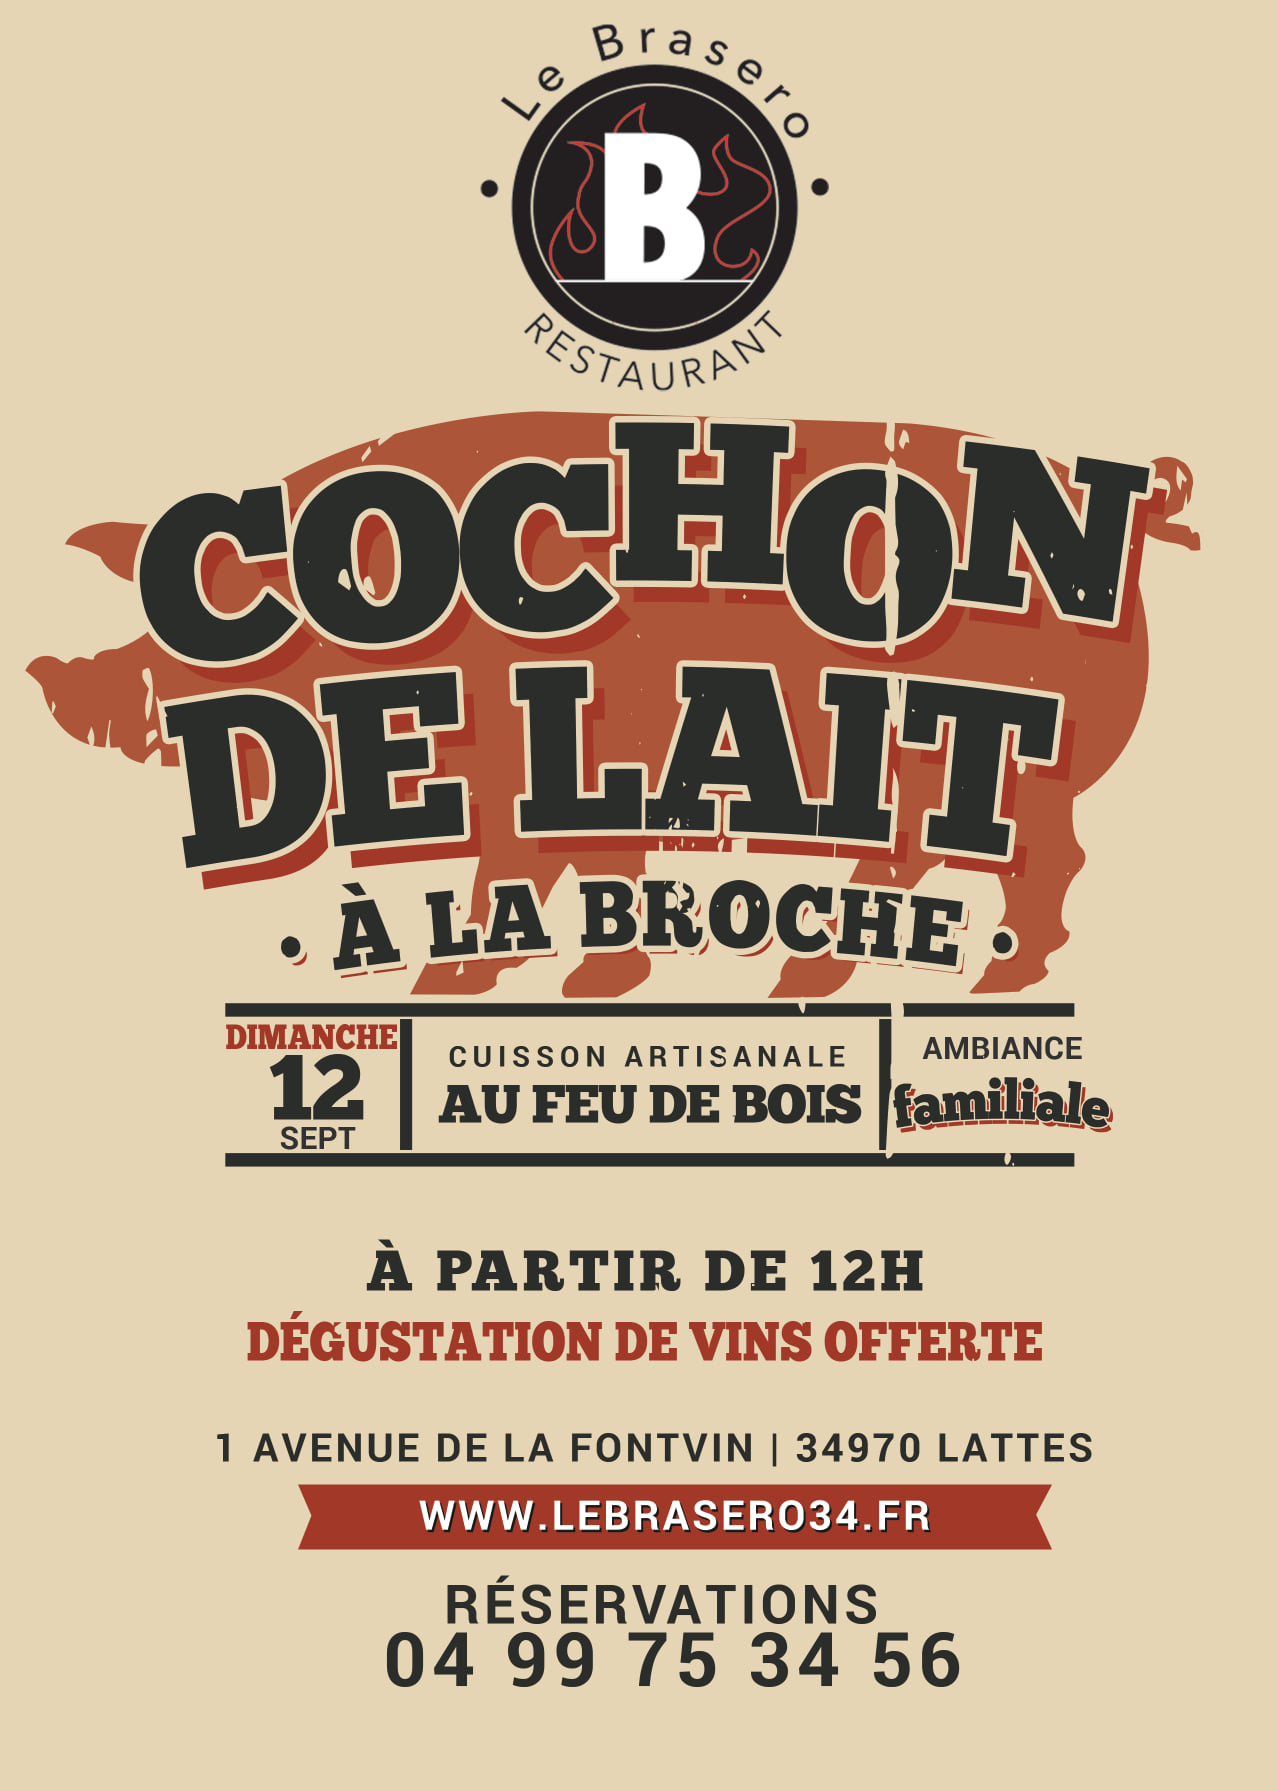 Le Brasero
B
RESTAURANT
COCHON
DE LAIT
• À LA BROCHE •
DIMANCHE
12
SEPT
CUISSON ARTISANALE
AU FEU DE BOIS
AMBIANCE
familiale
À PARTIR DE 12H
DÉGUSTATION DE VINS OFFERTE
1 AVENUE DE LA FONTVIN | 34970 LATTES
WWW.LEBRASERO34.FR
RÉSERVATIONS
04 99 75 34 56